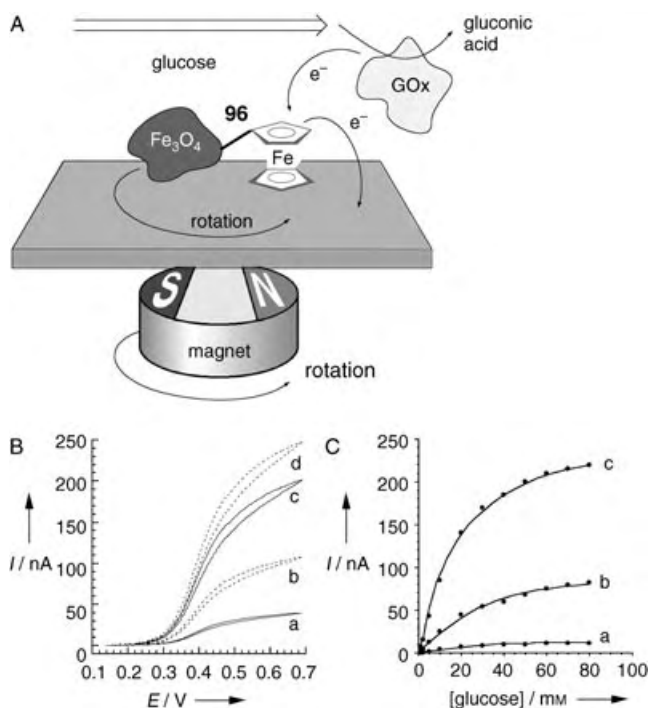 A
glucose
gluconic
acid
GOx
e⁻
96
e⁻
Fe₃O₄
Fe
rotation
S
N
magnet
rotation
B
250
200
150
I / nA
100
50
0.1 0.2 0.3 0.4 0.5 0.6 0.7
E / V
d
c
b
a
C
250
200
150
I / nA
100
50
0
0 20 40 60 80 100
[glucose] / mM
c
b
a